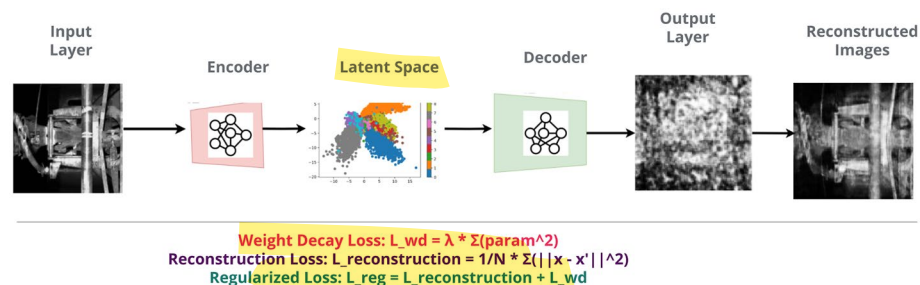 Input
Layer
Encoder
Latent Space
Decoder
Output
Layer
Reconstructed
Images
Weight Decay Loss: L_wd = λ * Σ(param^2)
Reconstruction Loss: L_reconstruction = 1/N * Σ(||x - x'||^2)
Regularized Loss: L_reg = L_reconstruction + L_wd